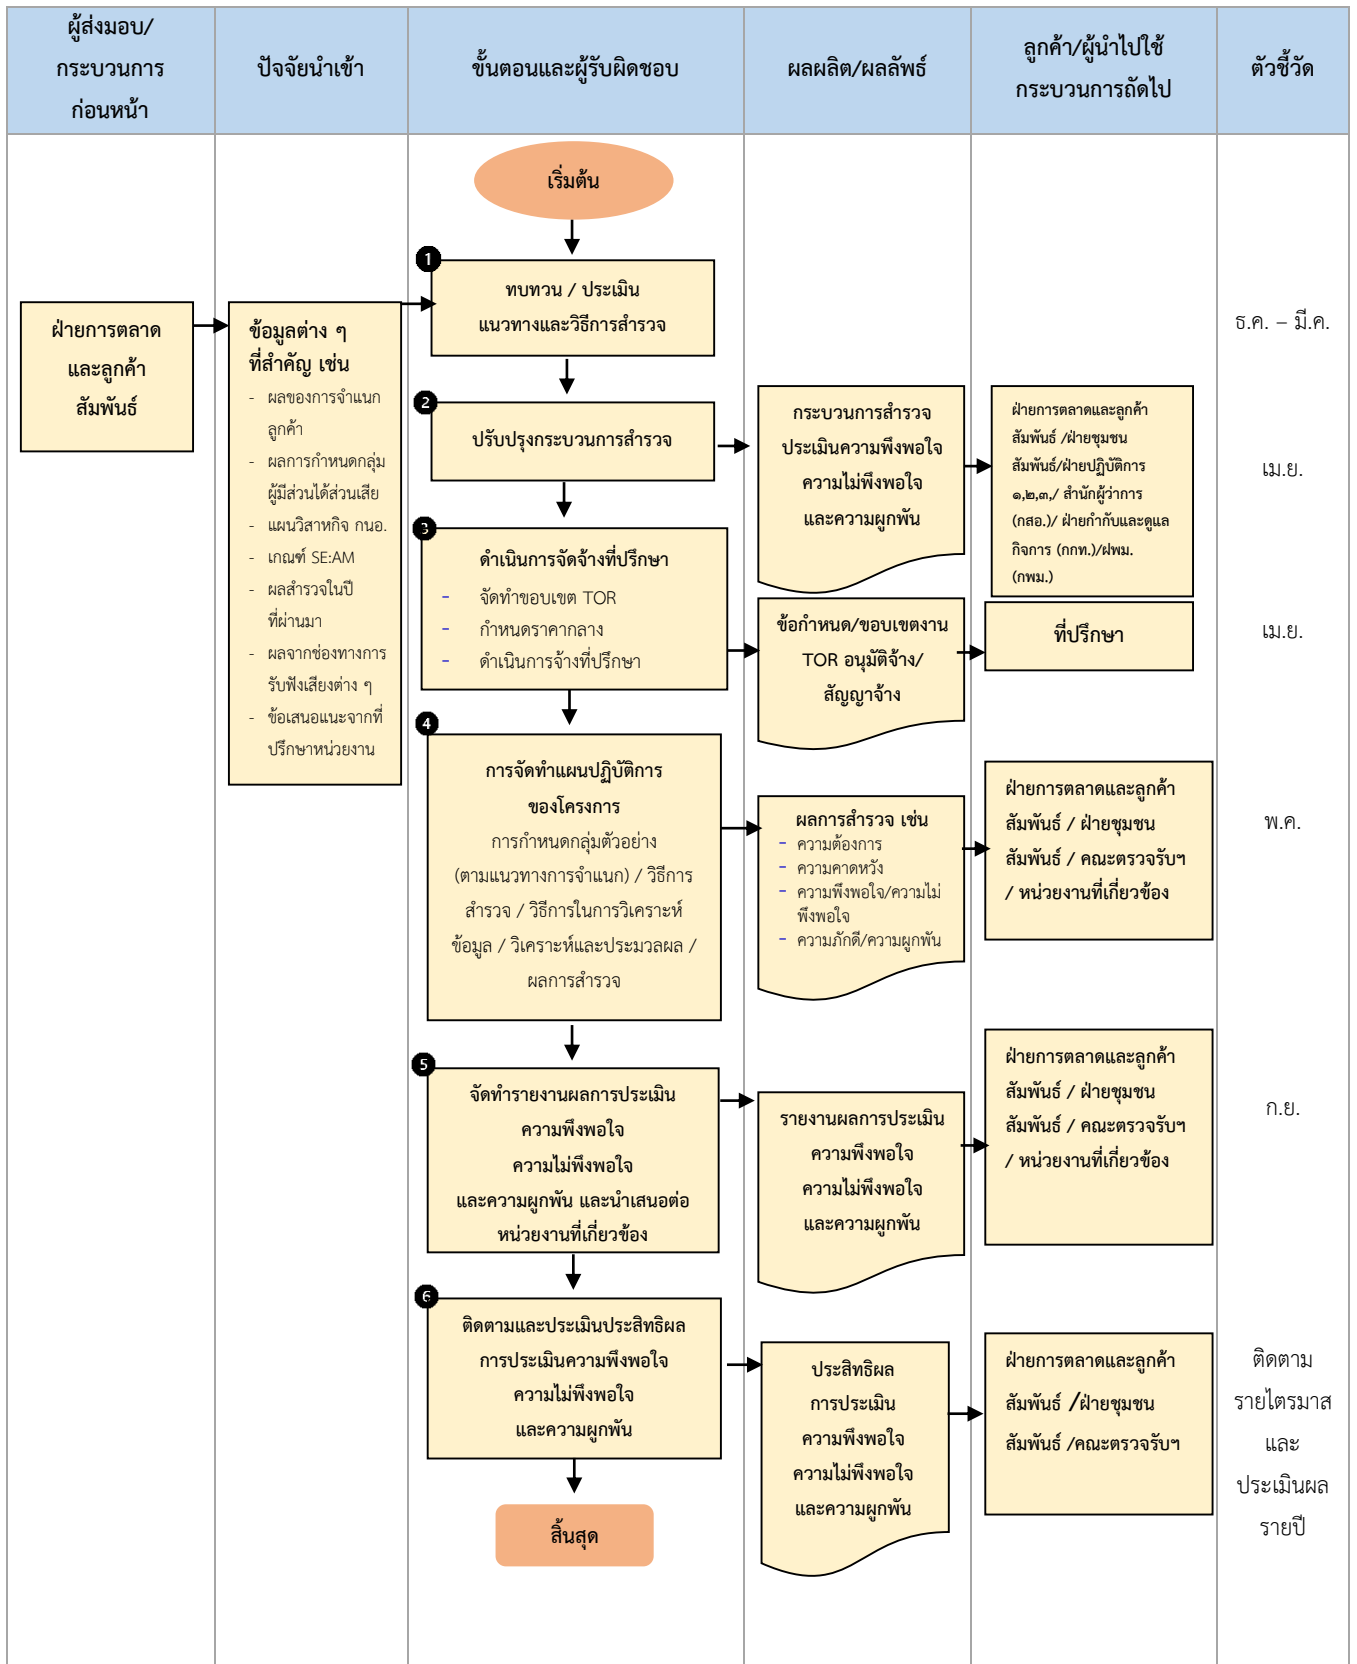 ผู้ส่งมอบ/
กระบวนการ
ก่อนหน้า
ปัจจัยนำเข้า
ขั้นตอนและผู้รับผิดชอบ
ผลผลิต/ผลลัพธ์
ลูกค้า/ผู้นำไปใช้
กระบวนการถัดไป
ตัวชี้วัด
เริ่มต้น
ฝ่ายการตลาด
และลูกค้า
สัมพันธ์
ข้อมูลต่าง ๆ
ที่สำคัญ เช่น
- ผลของการจำแนก
ลูกค้า
- ผลการกำหนดกลุ่ม
ผู้มีส่วนได้ส่วนเสีย
- แผนวิสาหกิจ กนอ.
- เกณฑ์ SE:AM
- ผลสำรวจในปี
ที่ผ่านมา
- ผลจากช่องทางการ
รับฟังเสียงต่าง ๆ
- ข้อเสนอแนะจากที่
ปรึกษาหน่วยงาน
1
ทบทวน / ประเมิน
แนวทางและวิธีการสำรวจ
ธ.ค. – มี.ค.
2
ปรับปรุงกระบวนการสำรวจ
กระบวนการสำรวจ
ประเมินความพึงพอใจ
ความไม่พึงพอใจ
และความผูกพัน
ฝ่ายการตลาดและลูกค้า
สัมพันธ์ /ฝ่ายชุมชน
สัมพันธ์/ฝ่ายปฏิบัติการ
๑,๒,๓,/ สำนักผู้ว่าการ
(กสอ.)/ ฝ่ายกำกับและดูแล
กิจการ (กกท.)/ฝพม.
(กพม.)
เม.ย.
3
ดำเนินการจัดจ้างที่ปรึกษา
- จัดทำขอบเขต TOR
- กำหนดราคากลาง
- ดำเนินการจ้างที่ปรึกษา
ข้อกำหนด/ขอบเขตงาน
TOR อนุมัติจ้าง/
สัญญาจ้าง
ที่ปรึกษา
เม.ย.
4
การจัดทำแผนปฏิบัติการ
ของโครงการ
การกำหนดกลุ่มตัวอย่าง
(ตามแนวทางการจำแนก) / วิธีการ
สำรวจ / วิธีการในการวิเคราะห์
ข้อมูล / วิเคราะห์และประมวลผล /
ผลการสำรวจ
ผลการสำรวจ เช่น
- ความต้องการ
- ความคาดหวัง
- ความพึงพอใจ/ความไม่
พึงพอใจ
- ความภักดี/ความผูกพัน
ฝ่ายการตลาดและลูกค้า
สัมพันธ์ / ฝ่ายชุมชน
สัมพันธ์ / คณะตรวจรับฯ
/ หน่วยงานที่เกี่ยวข้อง
พ.ค.
5
จัดทำรายงานผลการประเมิน
ความพึงพอใจ
ความไม่พึงพอใจ
และความผูกพัน และนำเสนอต่อ
หน่วยงานที่เกี่ยวข้อง
รายงานผลการประเมิน
ความพึงพอใจ
ความไม่พึงพอใจ
และความผูกพัน
ฝ่ายการตลาดและลูกค้า
สัมพันธ์ / ฝ่ายชุมชน
สัมพันธ์ / คณะตรวจรับฯ
/ หน่วยงานที่เกี่ยวข้อง
ก.ย.
6
ติดตามและประเมินประสิทธิผล
การประเมินความพึงพอใจ
ความไม่พึงพอใจ
และความผูกพัน
ประสิทธิผล
การประเมิน
ความพึงพอใจ
ความไม่พึงพอใจ
และความผูกพัน
ฝ่ายการตลาดและลูกค้า
สัมพันธ์ /ฝ่ายชุมชน
สัมพันธ์ /คณะตรวจรับฯ
ติดตาม
รายไตรมาส
และ
ประเมินผล
รายปี
สิ้นสุด